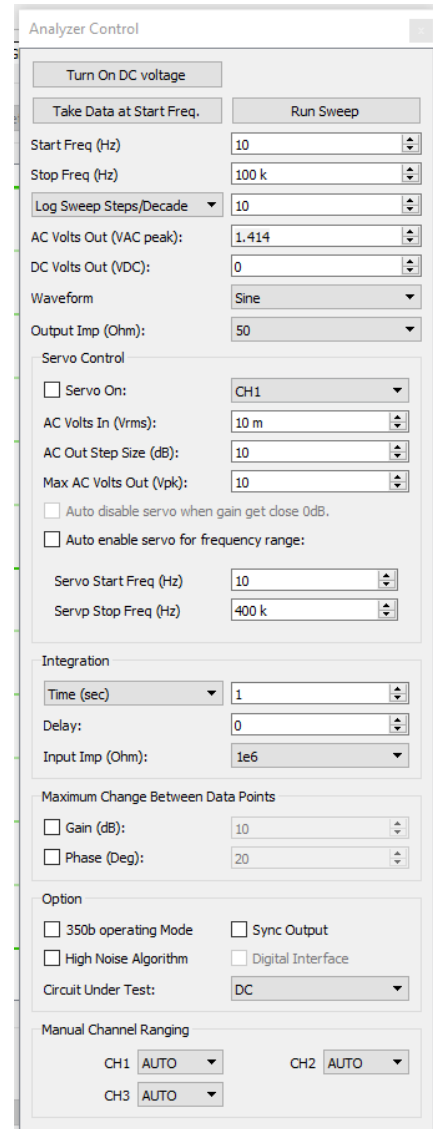 Analyzer Control
Turn On DC voltage
Take Data at Start Freq. Run Sweep
Start Freq (Hz) 10
Stop Freq (Hz) 100 k
Log Sweep Steps/Decade 10
AC Volts Out (VAC peak): 1.414
DC Volts Out (VDC): 0
Waveform Sine
Output Imp (Ohm): 50
Servo Control
Servo On: CH1
AC Volts In (Vrms): 10 m
AC Out Step Size (dB): 10
Max AC Volts Out (Vpk): 10
Auto disable servo when gain get close 0dB.
Auto enable servo for frequency range:
Servo Start Freq (Hz) 10
Servp Stop Freq (Hz) 400 k
Integration
Time (sec) 1
Delay: 0
Input Imp (Ohm): 1e6
Maximum Change Between Data Points
Gain (dB): 10
Phase (Deg): 20
Option
350b operating Mode Sync Output
High Noise Algorithm Digital Interface
Circuit Under Test: DC
Manual Channel Ranging
CH1 AUTO CH2 AUTO
CH3 AUTO